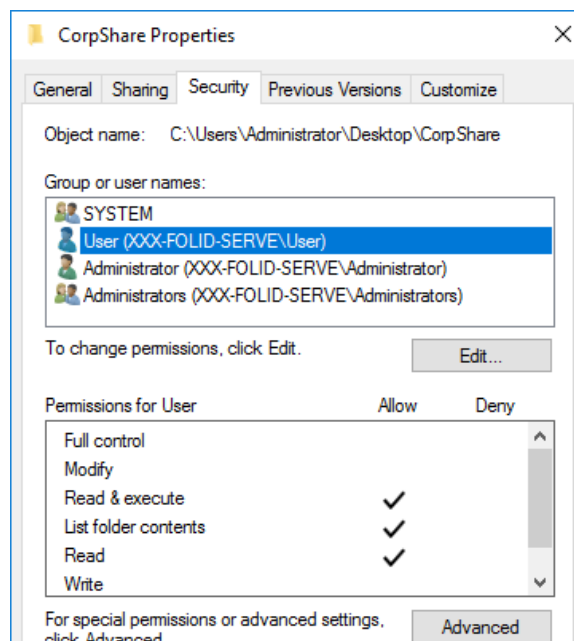 CorpShare Properties
General Sharing Security Previous Versions Customize
Object name: C:\Users\Administrator\Desktop\CorpShare
Group or user names:
SYSTEM
User (XXX-FOLID-SERVE\User)
Administrator (XXX-FOLID-SERVE\Administrator)
Administrators (XXX-FOLID-SERVE\Administrators)
To change permissions, click Edit. Edit...
Permissions for User Allow Deny
Full control
Modify
Read & execute
List folder contents
Read
Write
For special permissions or advanced settings, Advanced
click Advanced.